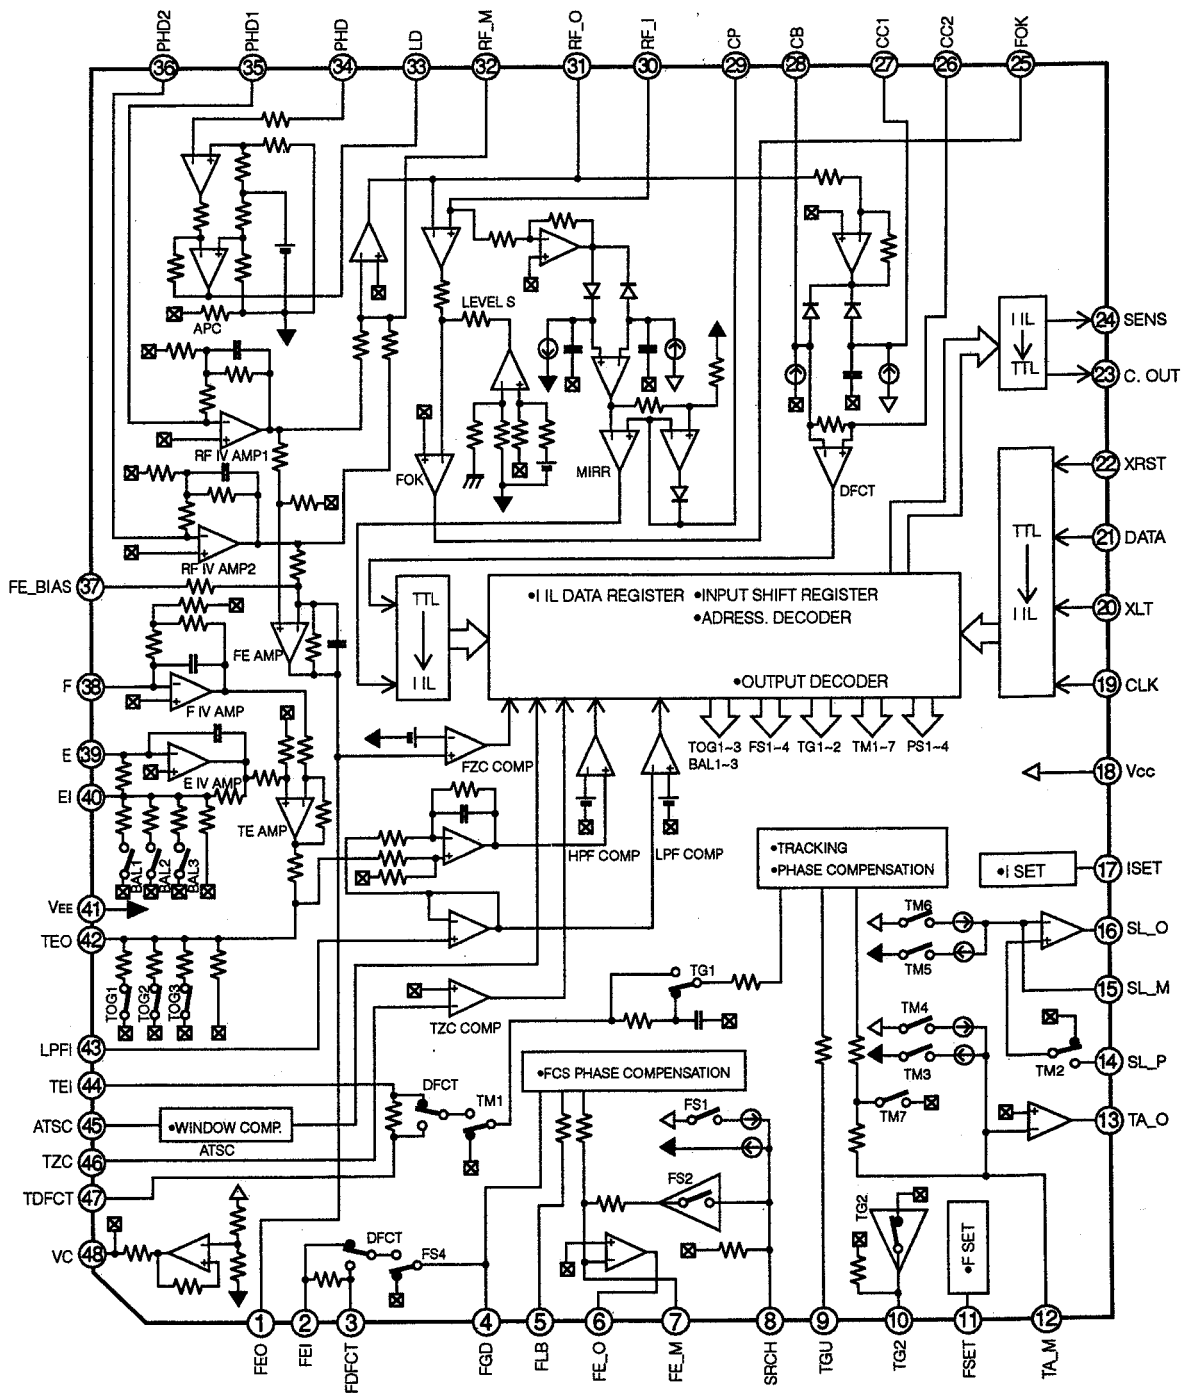 PHD2
PHD1
PHD
LD
RF_M
RF_O
RF_I
CP
CB
CC1
CC2
FOK
36
35
34
33
32
31
30
29
28
27
26
25
APC
LEVEL S
I IL
TTL
24 SENS
23 C. OUT
RF IV AMP1
RF IV AMP2
FOK
MIRR
DFCT
22 XRST
21 DATA
20 XLT
19 CLK
TTL
I IL
FE_BIAS 37
FE AMP
TTL
I IL
•I IL DATA REGISTER •INPUT SHIFT REGISTER
•ADRESS. DECODER
•OUTPUT DECODER
F 38
F IV AMP
E 39
E IV AMP
EI 40
TE AMP
BAL1
BAL2
BAL3
FZC COMP
HPF COMP
LPF COMP
TOG1~3
BAL1~3
FS1~4
TG1~2
TM1~7
PS1~4
18 Vcc
•TRACKING
•PHASE COMPENSATION
•I SET
17 ISET
VEE 41
TEO 42
TOG1
TOG2
TOG3
TZC COMP
TG1
TM6
TM5
16 SL_O
15 SL_M
TM4
TM3
TM2
14 SL_P
LPFI 43
TEI 44
ATSC 45
•WINDOW COMP.
ATSC
TZC 46
TDFCT 47
VC 48
DFCT
TM1
•FCS PHASE COMPENSATION
FS1
FS2
TM7
13 TA_O
TG2
•F SET
DFCT
FS4
1
2
3
4
5
6
7
8
9
10
11
12
FEO
FEI
FDFCT
FGD
FLB
FE_O
FE_M
SRCH
TGU
TG2
FSET
TA_M